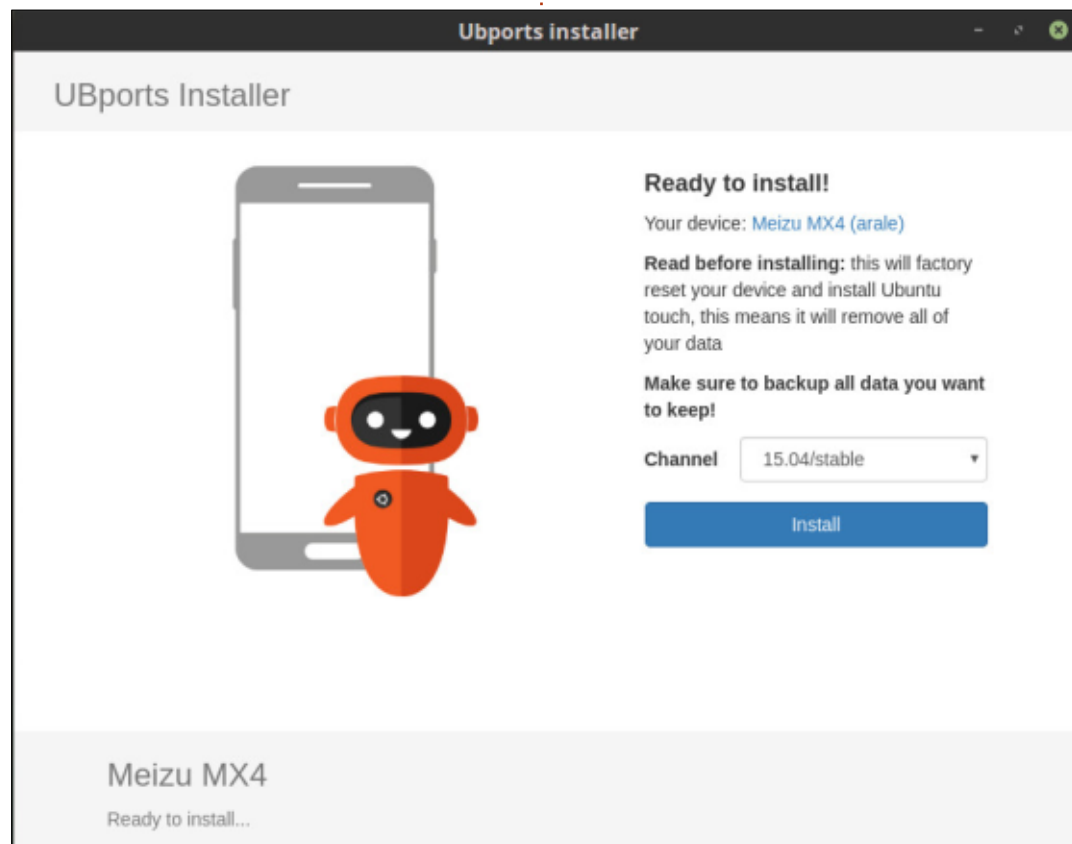 Ubports installer
UBports Installer
Ready to install!
Your device: Meizu MX4 (arale)
Read before installing: this will factory
reset your device and install Ubuntu
touch, this means it will remove all of
your data
Make sure to backup all data you want
to keep!
Channel 15.04/stable
Install
Meizu MX4
Ready to install...